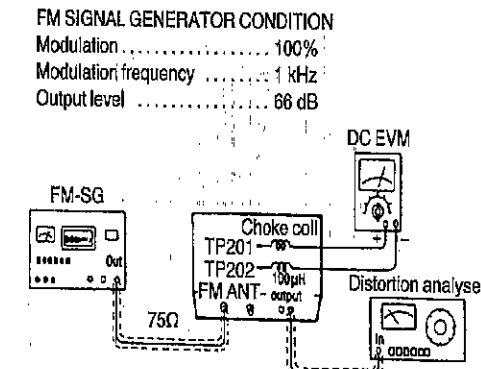 FM SIGNAL GENERATOR CONDITION
Modulation . . . . . . . . . . . . . 100%
Modulation frequency . . . . . . . 1 kHz
Output level . . . . . . . . . . . . 66 dB
DC EVM
FM-SG
Out
Choke coil
TP201
TP202
100μH
FM ANT
output
+ -
75Ω
Distortion analyse
In